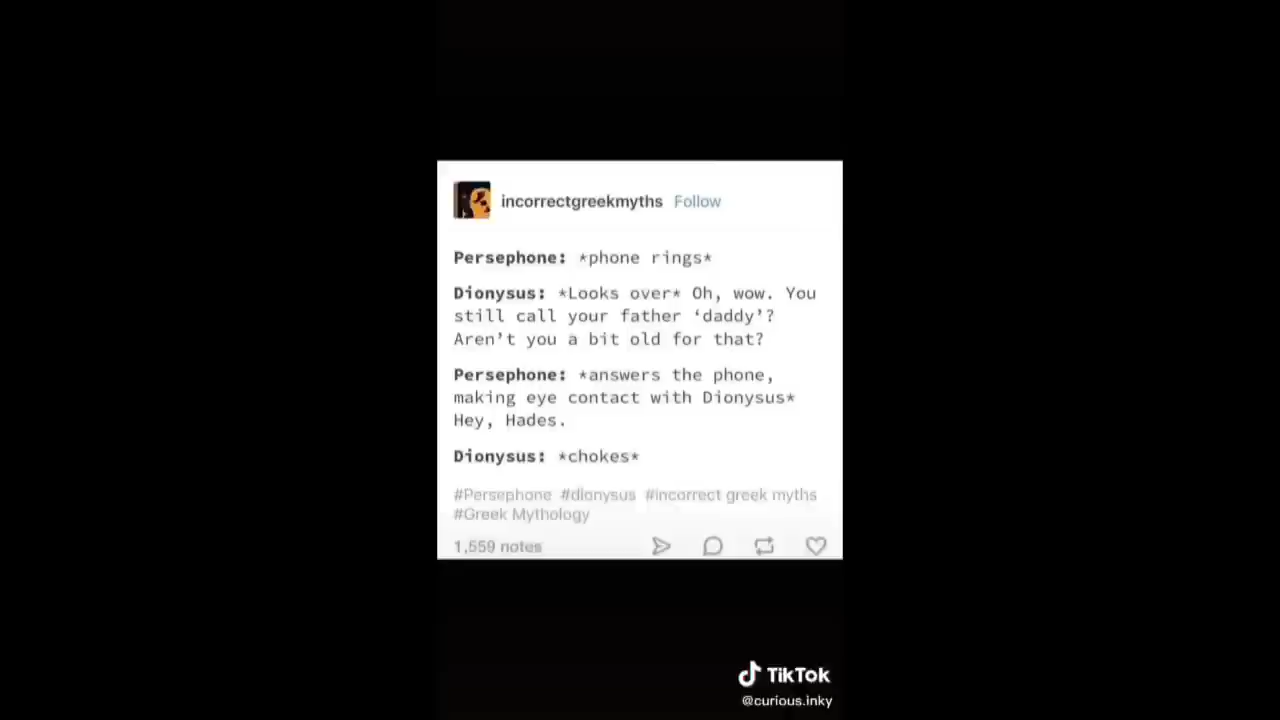 incorrectgreekmyths Follow
Persephone: *phone rings*
Dionysus: *Looks over* Oh, wow. You
still call your father ‘daddy’?
Aren’t you a bit old for that?
Persephone: *answers the phone,
making eye contact with Dionysus*
Hey, Hades.
Dionysus: *chokes*
#Persephone #dionysus #incorrect greek myths
#Greek Mythology
1,559 notes
TikTok
@curious.inky